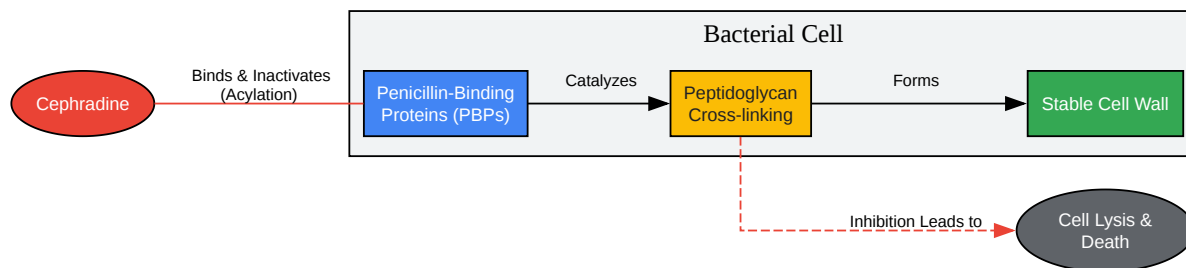 Bacterial Cell
Cephradine
Binds & Inactivates
(Acylation)
Penicillin-Binding
Proteins (PBPs)
Catalyzes
Peptidoglycan
Cross-linking
Forms
Stable Cell Wall
Inhibition Leads to
Cell Lysis &
Death